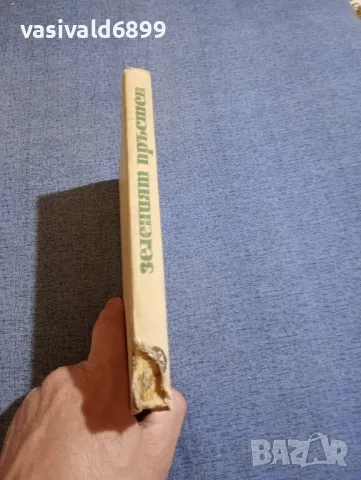 vasivald6899
зеленият пръстен
BAZAR